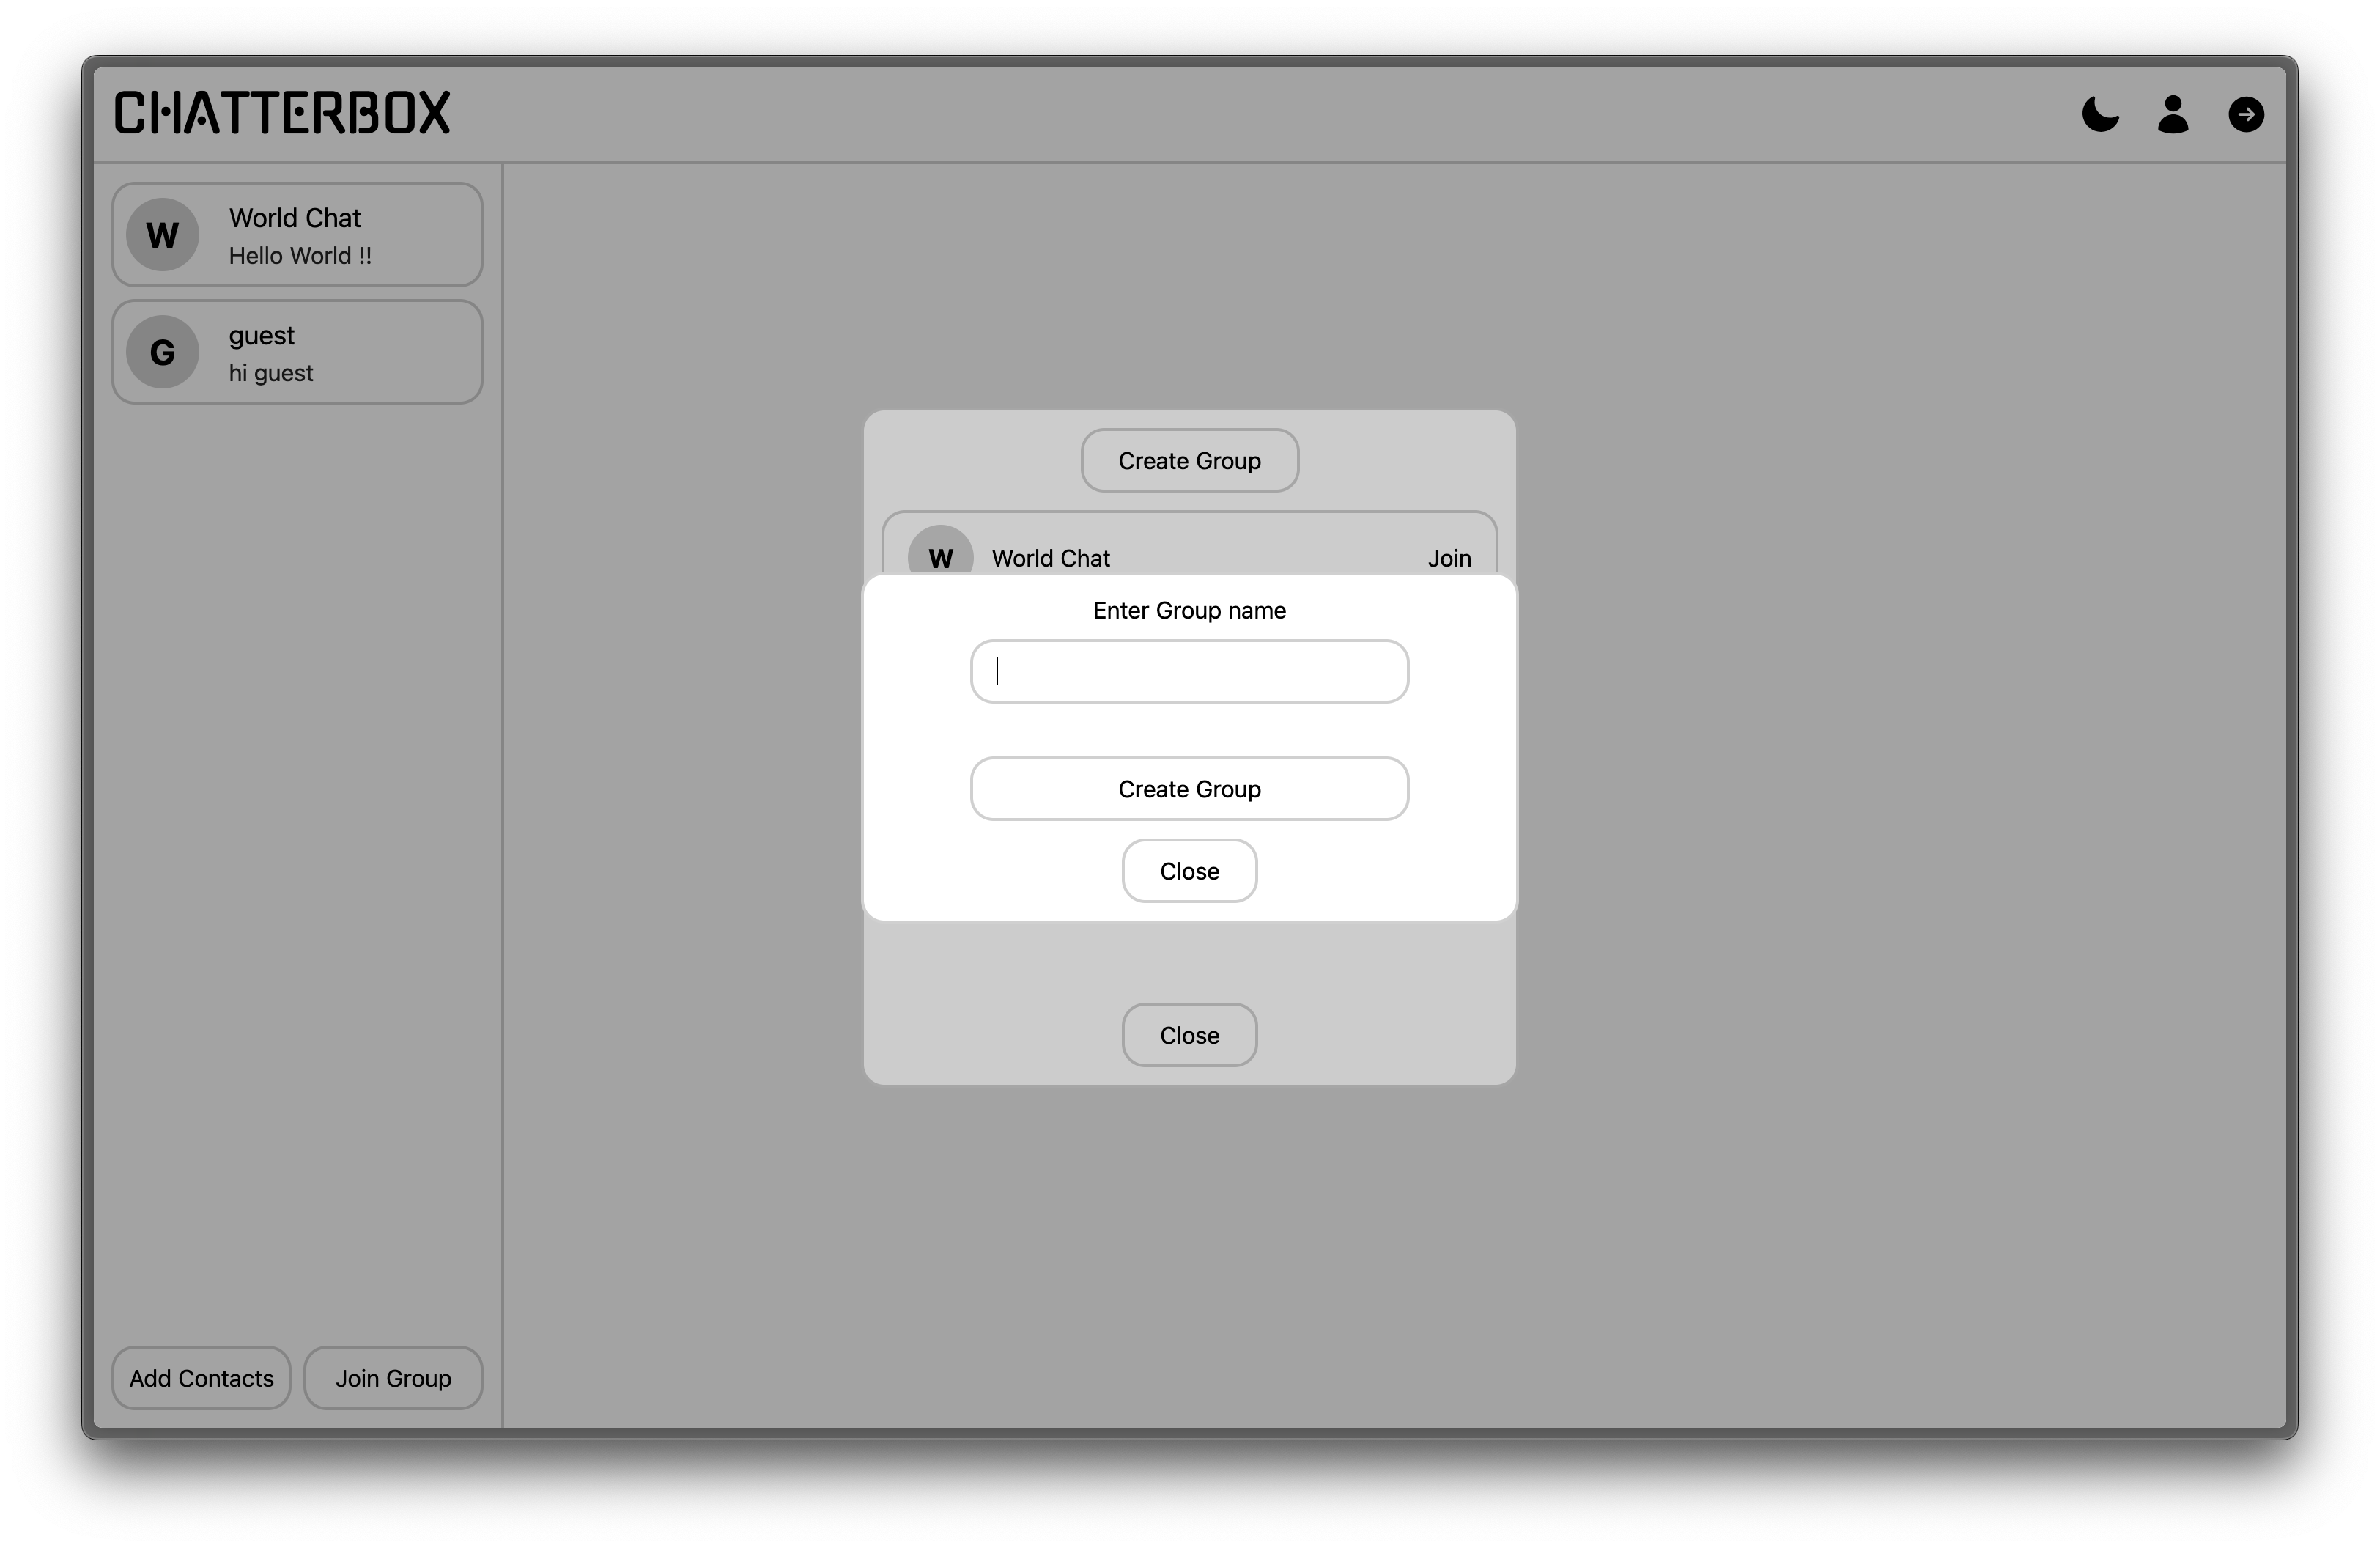 CHATTERBOX
W
World Chat
Hello World !!
G
guest
hi guest
Create Group
W
World Chat
Join
Enter Group name
Create Group
Close
Close
Add Contacts
Join Group